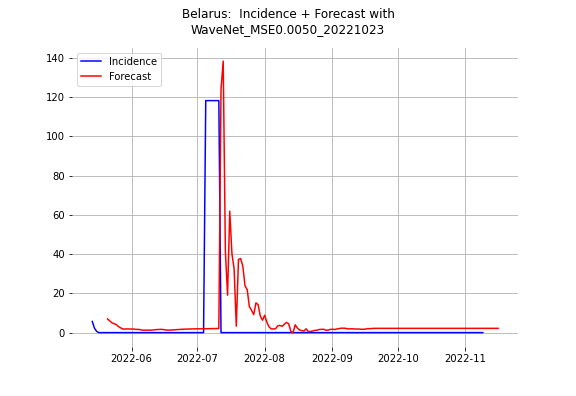 Belarus:  Incidence + Forecast with
WaveNet_MSE0.0050_20221023
Incidence
Forecast
140
120
100
80
60
40
20
0
2022-06 2022-07 2022-08 2022-09 2022-10 2022-11